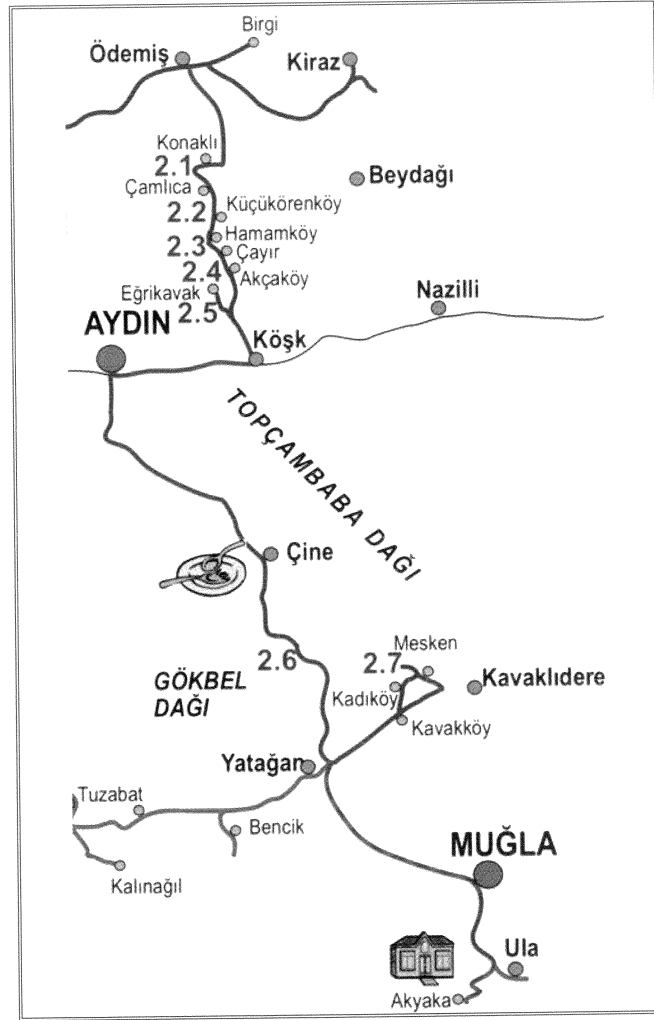 Birgi
Ödemiş
Kiraz
Konaklı
2.1
Beydağı
Çamlıca
2.2
Küçükörenköy
Hamamköy
2.3
Çayır
2.4
Akçaköy
Eğrikavak
Nazilli
2.5
AYDIN
Köşk
TOPÇAMBABA DAĞI
Çine
2.6
Mesken
2.7
Kavaklıdere
GÖKBEL
DAĞI
Kadıköy
Kavakköy
Yatağan
Tuzabat
Bencik
MUĞLA
Kalınağıl
Ula
Akyaka